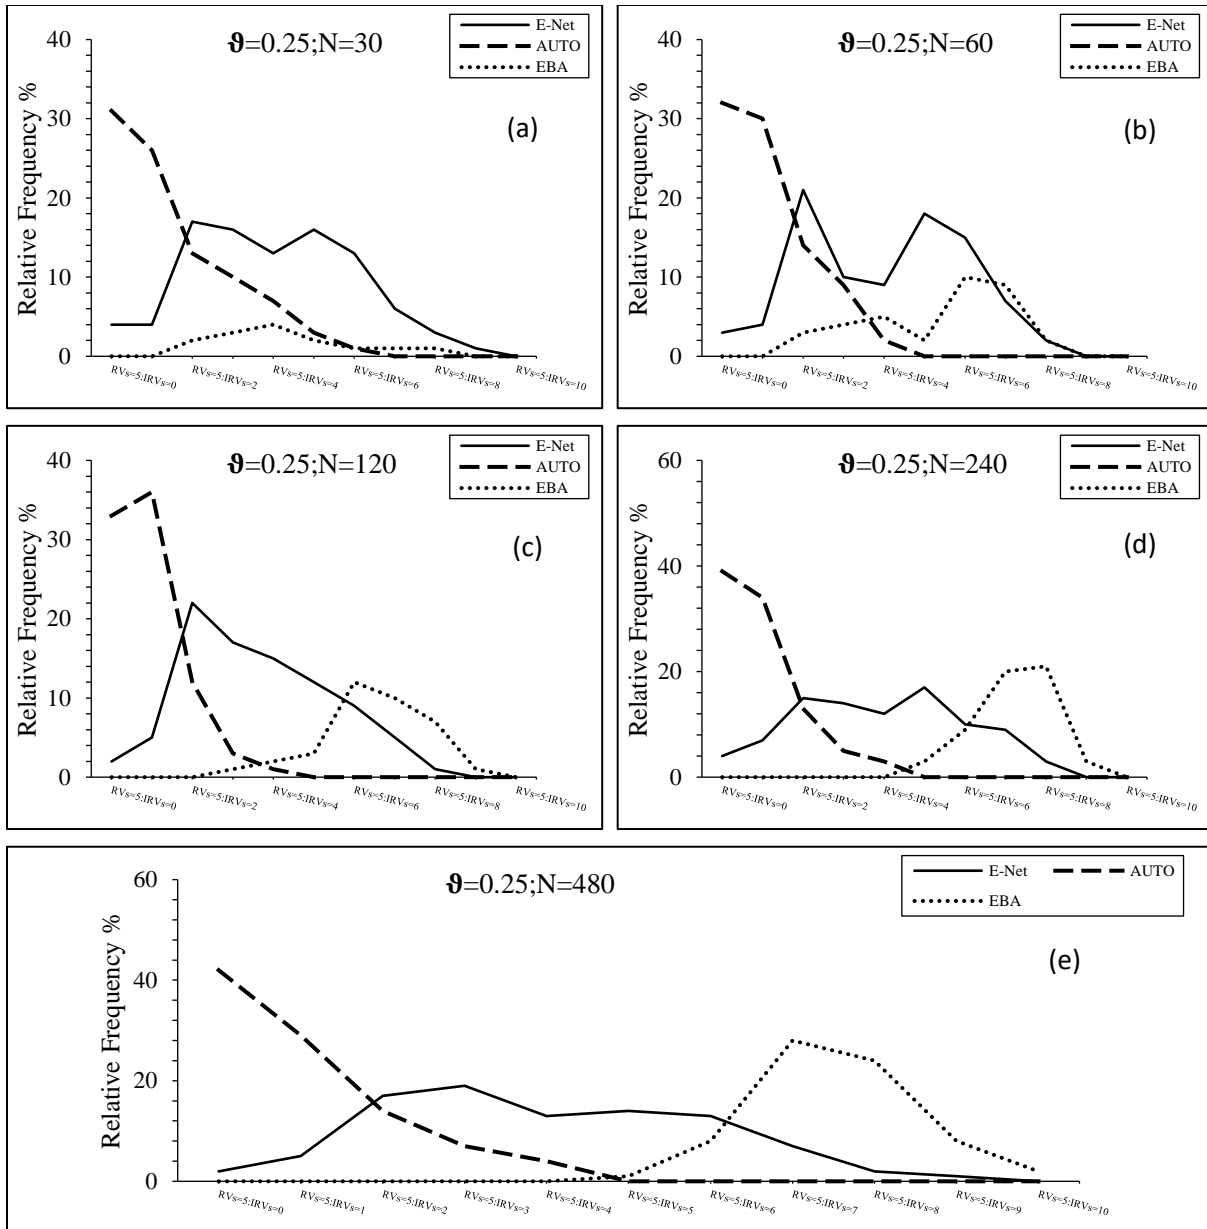 ϑ=0.25;N=30
E-Net
AUTO
EBA
(a)
Relative Frequency %
40
30
20
10
0
RVs=5:IRVs=0
RVs=5:IRVs=2
RVs=5:IRVs=4
RVs=5:IRVs=6
RVs=5:IRVs=8
RVs=5:IRVs=10
ϑ=0.25;N=60
E-Net
AUTO
EBA
(b)
Relative Frequency %
40
30
20
10
0
RVs=5:IRVs=0
RVs=5:IRVs=2
RVs=5:IRVs=4
RVs=5:IRVs=6
RVs=5:IRVs=8
RVs=5:IRVs=10
ϑ=0.25;N=120
E-Net
AUTO
EBA
(c)
Relative Frequency %
40
30
20
10
0
RVs=5:IRVs=0
RVs=5:IRVs=2
RVs=5:IRVs=4
RVs=5:IRVs=6
RVs=5:IRVs=8
RVs=5:IRVs=10
ϑ=0.25;N=240
E-Net
AUTO
EBA
(d)
Relative Frequency %
60
40
20
0
RVs=5:IRVs=0
RVs=5:IRVs=2
RVs=5:IRVs=4
RVs=5:IRVs=6
RVs=5:IRVs=8
RVs=5:IRVs=10
ϑ=0.25;N=480
E-Net
AUTO
EBA
(e)
Relative Frequency %
60
40
20
0
RVs=5:IRVs=0
RVs=5:IRVs=1
RVs=5:IRVs=2
RVs=5:IRVs=3
RVs=5:IRVs=4
RVs=5:IRVs=5
RVs=5:IRVs=6
RVs=5:IRVs=7
RVs=5:IRVs=8
RVs=5:IRVs=9
RVs=5:IRVs=10